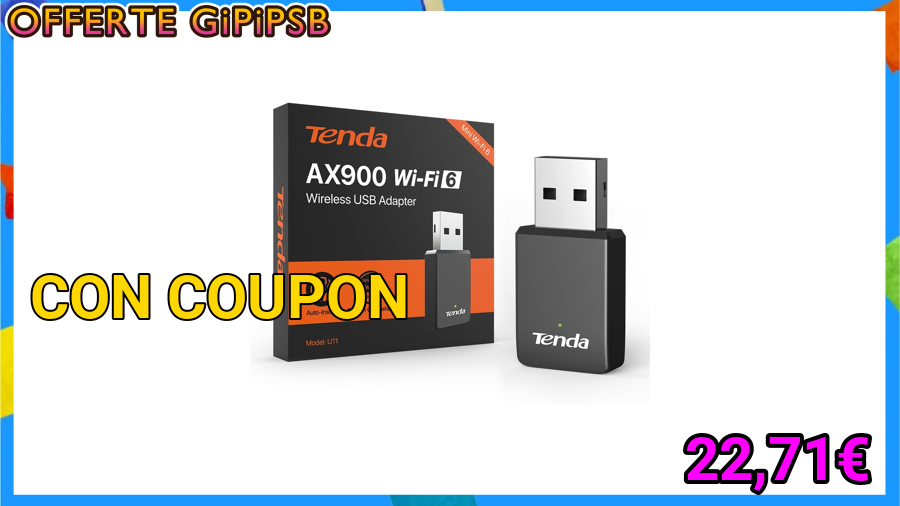 OFFERTE GiPiPSB
Tenda
Mini Wi-Fi 6
AX900 Wi-Fi 6
Wireless USB Adapter
Tenda
CON COUPON
Tenda
Tenda
Model: U11
22,71€